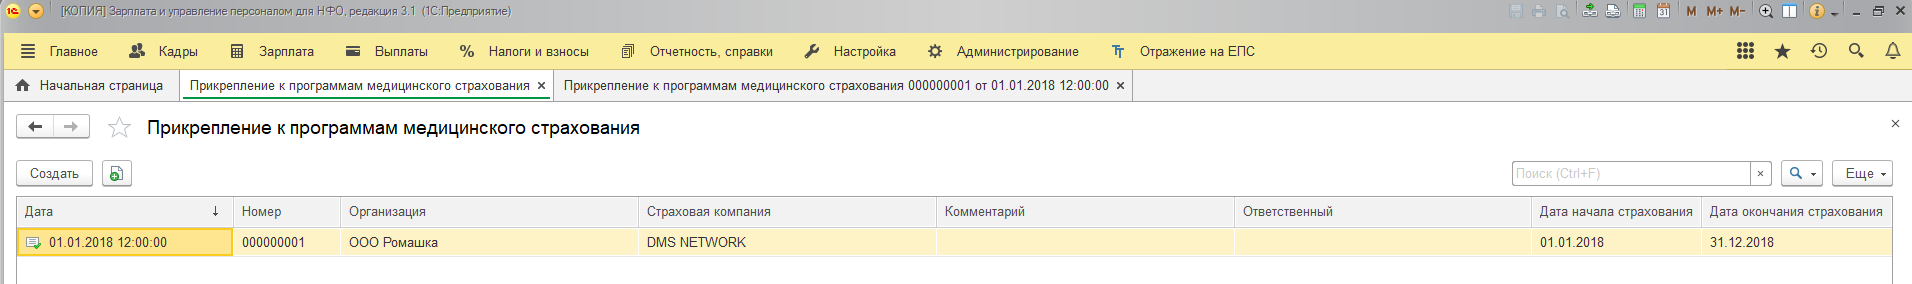 [КОПИЯ] Зарплата и управление персоналом для НФО, редакция 3.1 (1С:Предприятие)
M M+ M−
Главное Кадры Зарплата Выплаты Налоги и взносы Отчетность, справки Настройка Администрирование Отражение на ЕПС
Начальная страница Прикрепление к программам медицинского страхования × Прикрепление к программам медицинского страхования 000000001 от 01.01.2018 12:00:00 ×
Прикрепление к программам медицинского страхования
Создать Поиск (Ctrl+F) × Еще
Дата ↓ Номер Организация Страховая компания Комментарий Ответственный Дата начала страхования Дата окончания страхования
01.01.2018 12:00:00 000000001 ООО Ромашка DMS NETWORK 01.01.2018 31.12.2018